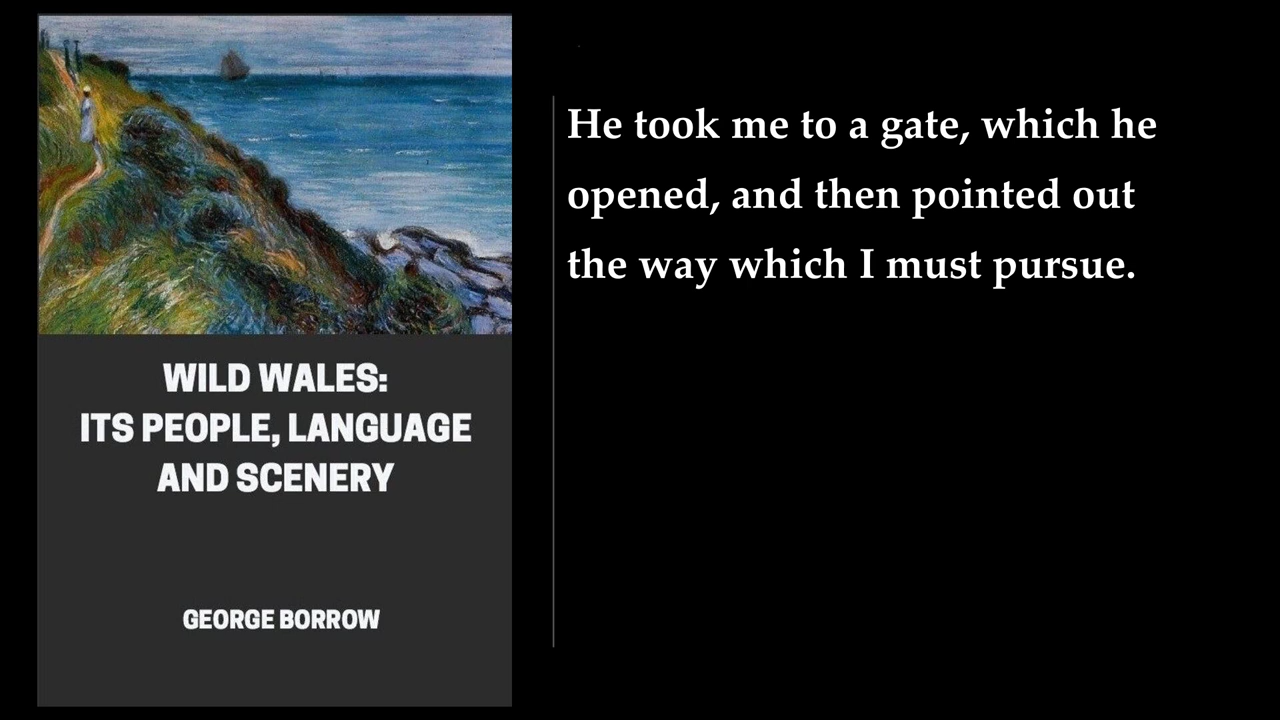 WILD WALES:
ITS PEOPLE, LANGUAGE
AND SCENERY
GEORGE BORROW
He took me to a gate, which he
opened, and then pointed out
the way which I must pursue.